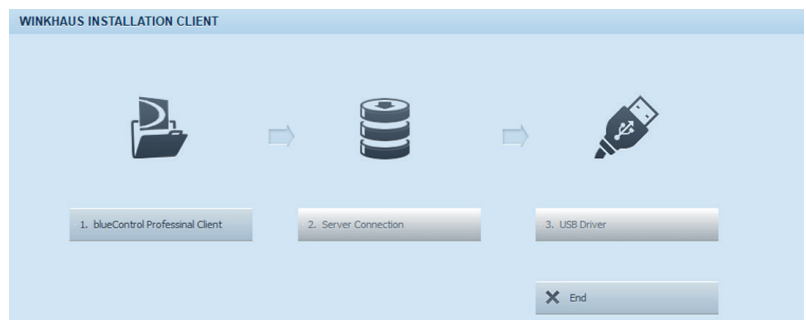 WINKHAUS INSTALLATION CLIENT
1. blueControl Professinal Client
2. Server Connection
3. USB Driver
End